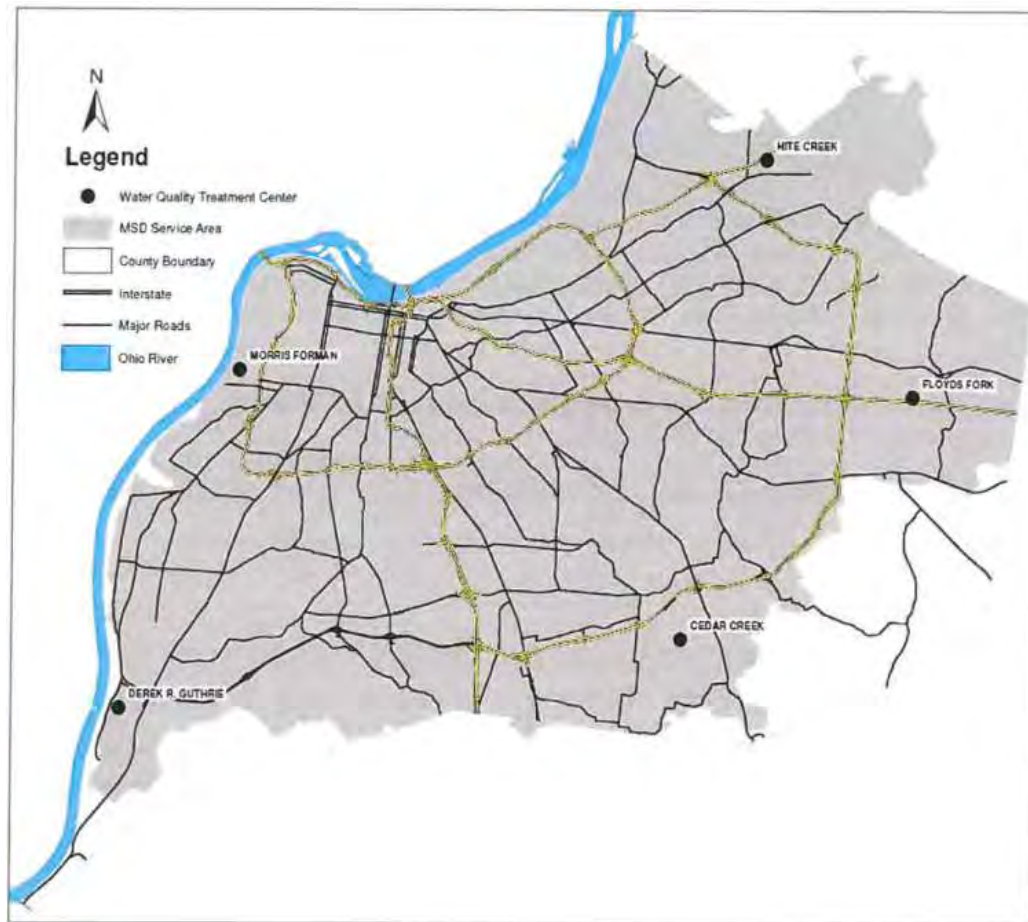 N
Legend
Water Quality Treatment Center
MSD Service Area
County Boundary
Interstate
Major Roads
Ohio River
HITE CREEK
MORRIS FORMAN
FLOYDS FORK
CEDAR CREEK
DEREK R. GUTHRIE